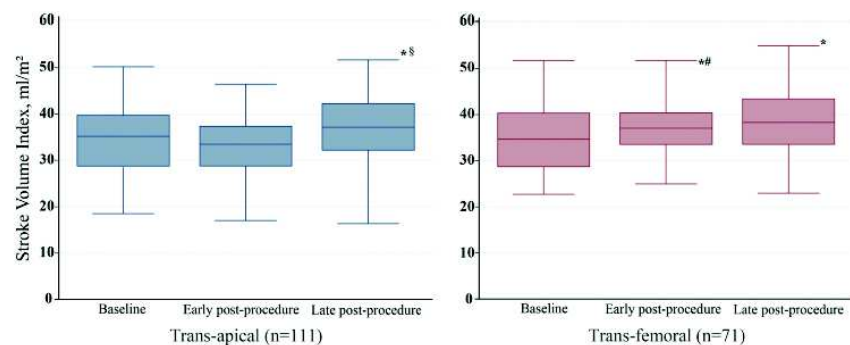 Stroke Volume Index, ml/m²
60
50
40
30
20
10
0
*§
Baseline
Early post-procedure
Late post-procedure
Trans-apical (n=111)
60
50
40
30
20
10
0
*#
*
Baseline
Early post-procedure
Late post-procedure
Trans-femoral (n=71)